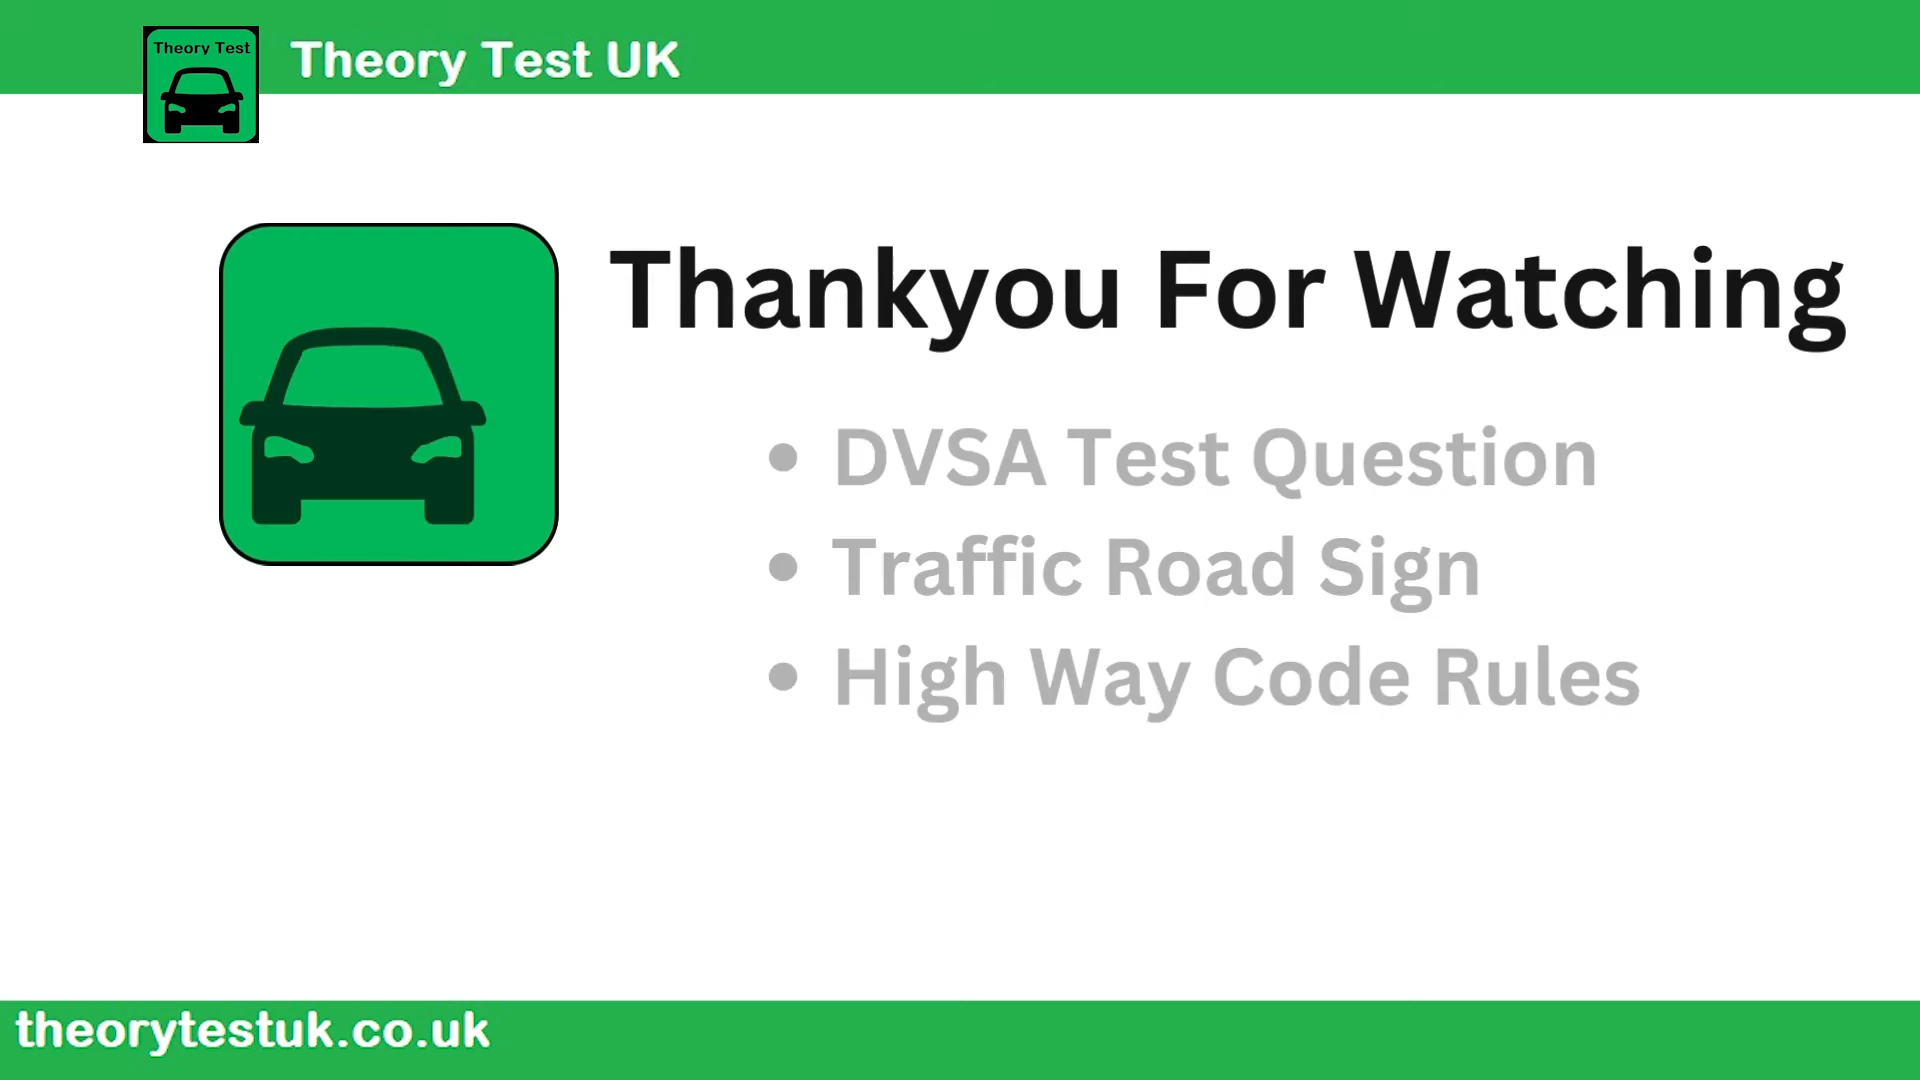 Theory Test
Theory Test UK
Thankyou For Watching
• DVSA Test Question
• Traffic Road Sign
• High Way Code Rules
theorytestuk.co.uk